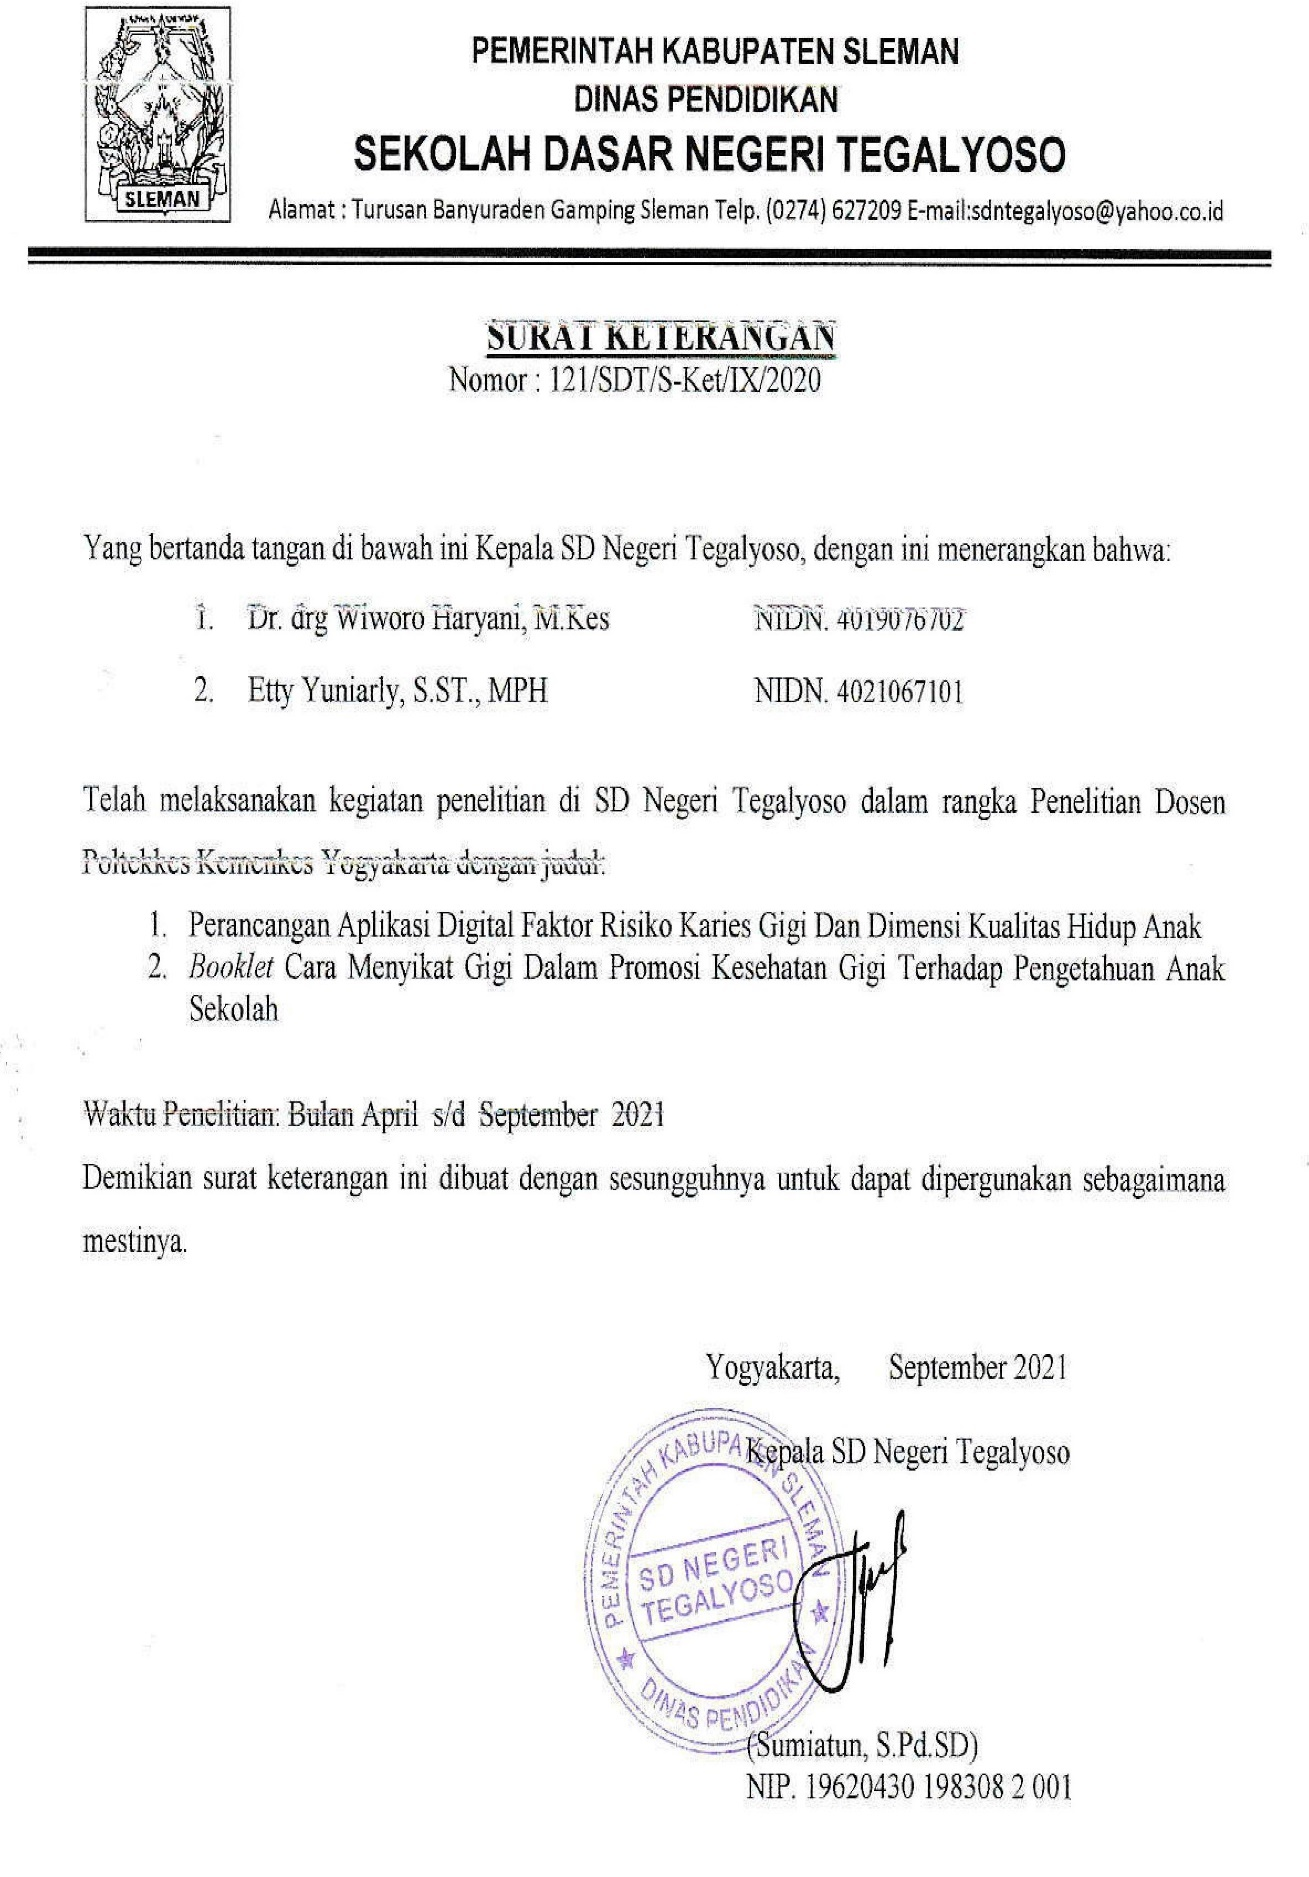 SLEMAN
PEMERINTAH KABUPATEN SLEMAN
DINAS PENDIDIKAN
SEKOLAH DASAR NEGERI TEGALYOSO
Alamat : Turusan Banyuraden Gamping Sleman Telp. (0274) 627209 E-mail:sdntegalyoso@yahoo.co.id
SURAT KETERANGAN
Nomor : 121/SDT/S-Ket/IX/2020
Yang bertanda tangan di bawah ini Kepala SD Negeri Tegalyoso, dengan ini menerangkan bahwa:
1. Dr. drg Wiworo Haryani, M.Kes NIDN. 4019076702
2. Etty Yuniarly, S.ST., MPH NIDN. 4021067101
Telah melaksanakan kegiatan penelitian di SD Negeri Tegalyoso dalam rangka Penelitian Dosen
Poltekkes Kemenkes Yogyakarta dengan judul:
1. Perancangan Aplikasi Digital Faktor Risiko Karies Gigi Dan Dimensi Kualitas Hidup Anak
2. Booklet Cara Menyikat Gigi Dalam Promosi Kesehatan Gigi Terhadap Pengetahuan Anak
Sekolah
Waktu Penelitian: Bulan April s/d September 2021
Demikian surat keterangan ini dibuat dengan sesungguhnya untuk dapat dipergunakan sebagaimana
mestinya.
Yogyakarta, September 2021
Kepala SD Negeri Tegalyoso
PEMERINTAH KABUPATEN SLEMAN
SD NEGERI
TEGALYOSO
DINAS PENDIDIKAN
(Sumiatun, S.Pd.SD)
NIP. 19620430 198308 2 001